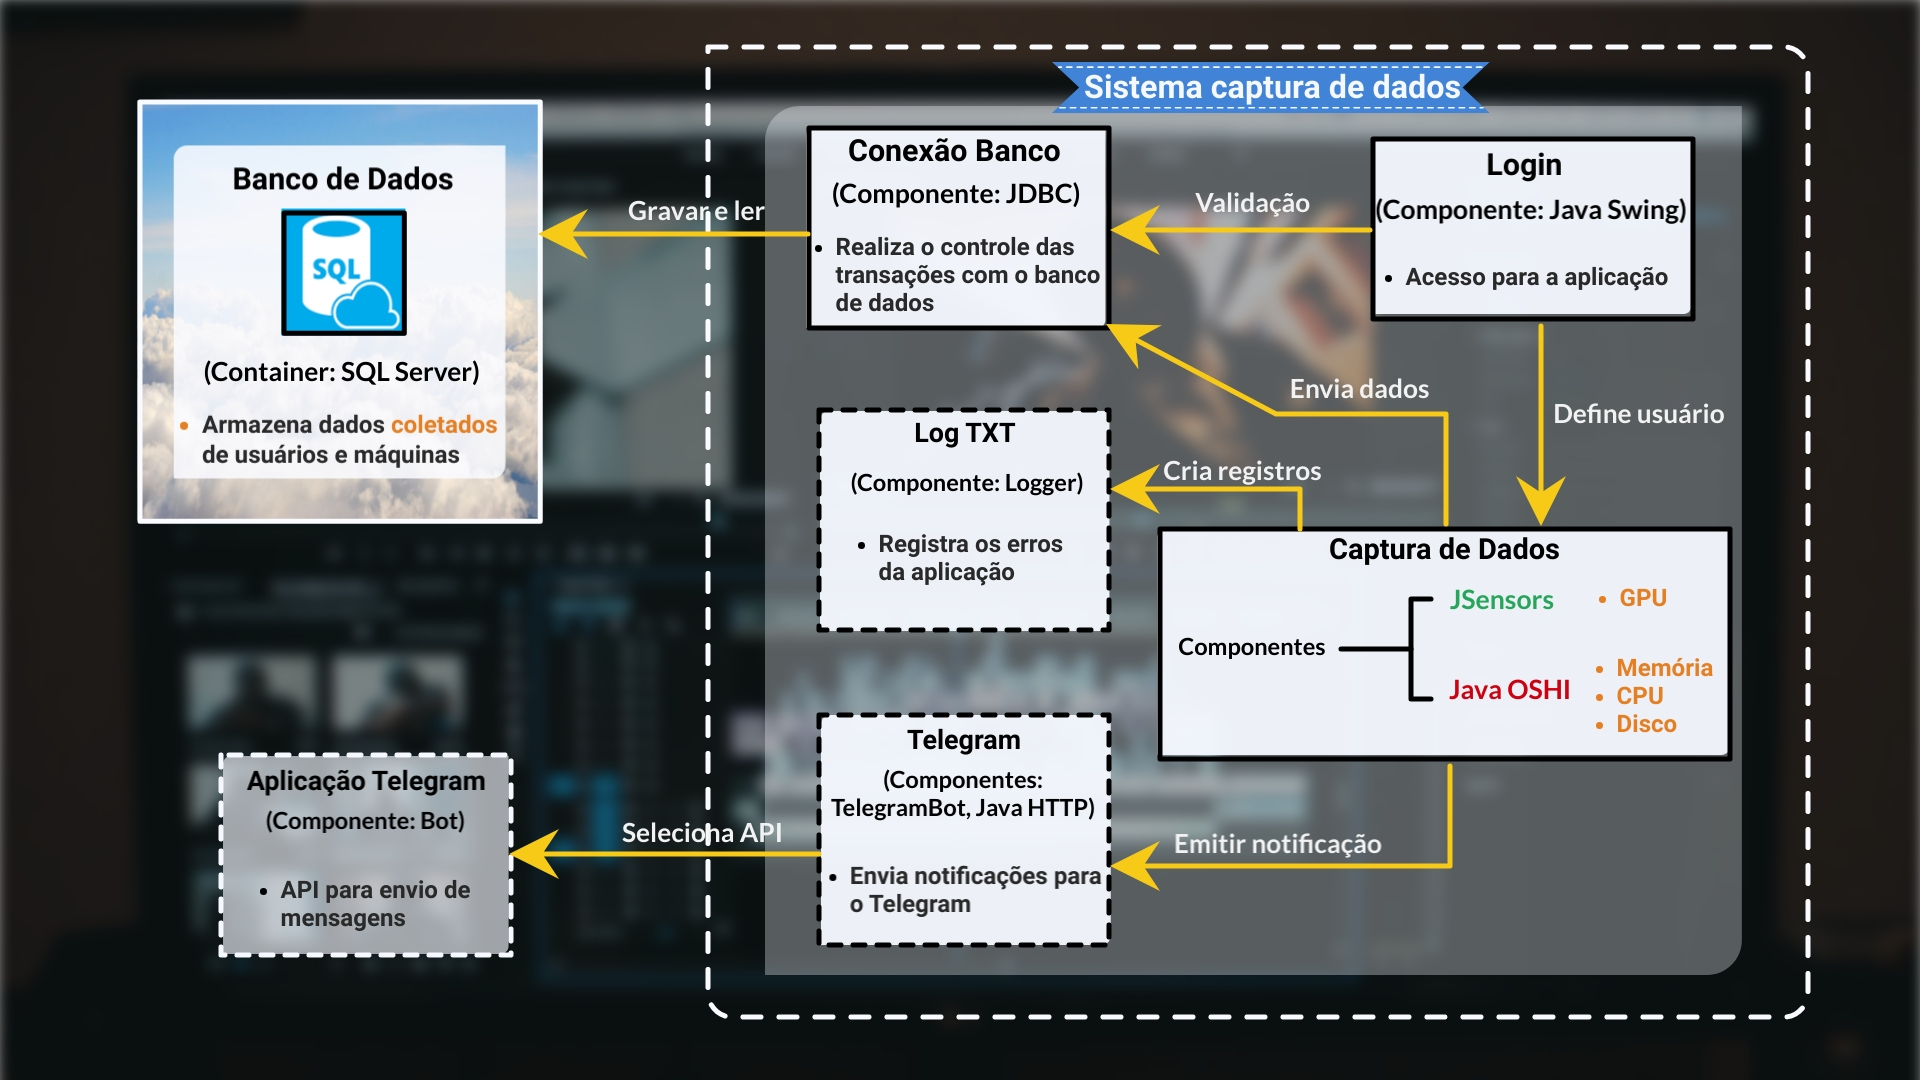 Sistema captura de dados
Banco de Dados
SQL
(Container: SQL Server)
• Armazena dados coletados
de usuários e máquinas
Gravar e ler
Conexão Banco
(Componente: JDBC)
• Realiza o controle das
transações com o banco
de dados
Validação
Login
(Componente: Java Swing)
• Acesso para a aplicação
Envia dados
Define usuário
Log TXT
(Componente: Logger)
• Registra os erros
da aplicação
Cria registros
Captura de Dados
Componentes
JSensors
• GPU
Java OSHI
• Memória
• CPU
• Disco
Telegram
(Componentes:
TelegramBot, Java HTTP)
• Envia notificações para
o Telegram
Emitir notificação
Seleciona API
Aplicação Telegram
(Componente: Bot)
• API para envio de
mensagens